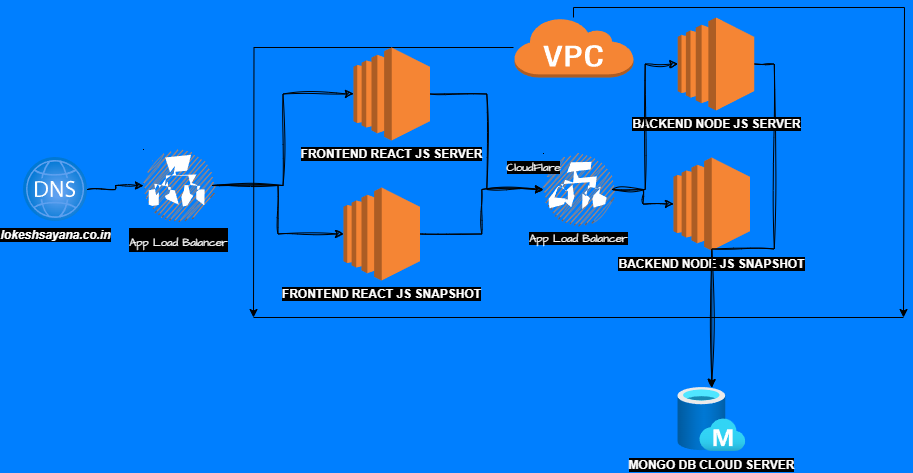 VPC
BACKEND NODE JS SERVER
FRONTEND REACT JS SERVER
CloudFlare
DNS
lokeshsayana.co.in
App Load Balancer
App Load Balancer
BACKEND NODE JS SNAPSHOT
FRONTEND REACT JS SNAPSHOT
M
MONGO DB CLOUD SERVER